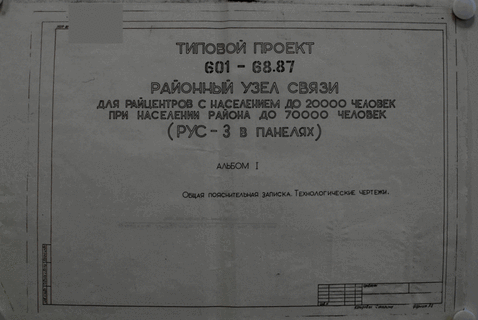 ТИПОВОЙ ПРОЕКТ
601 - 68.87
РАЙОННЫЙ УЗЕЛ СВЯЗИ
ДЛЯ РАЙЦЕНТРОВ С НАСЕЛЕНИЕМ ДО 20000 ЧЕЛОВЕК
ПРИ НАСЕЛЕНИИ РАЙОНА ДО 70000 ЧЕЛОВЕК
(РУС - 3 В ПАНЕЛЯХ)
АЛЬБОМ I
ОБЩАЯ ПОЯСНИТЕЛЬНАЯ ЗАПИСКА. ТЕХНОЛОГИЧЕСКИЕ ЧЕРТЕЖИ.